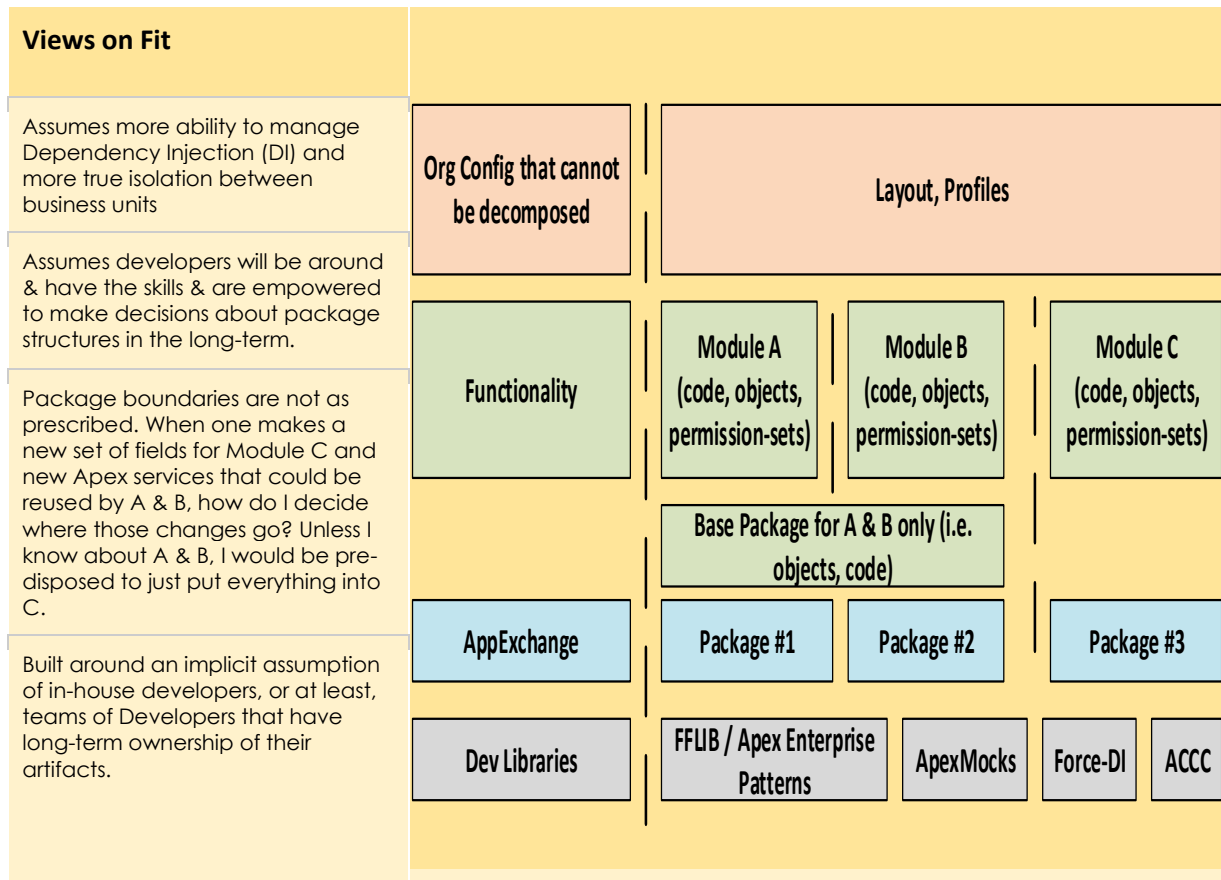 Views on Fit
Assumes more ability to manage
Dependency Injection (DI) and
more true isolation between
business units
Assumes developers will be around
& have the skills & are empowered
to make decisions about package
structures in the long-term.
Package boundaries are not as
prescribed. When one makes a
new set of fields for Module C and
new Apex services that could be
reused by A & B, how do I decide
where those changes go? Unless I
know about A & B, I would be pre-
disposed to just put everything into
C.
Built around an implicit assumption
of in-house developers, or at least,
teams of Developers that have
long-term ownership of their
artifacts.
Org Config that cannot
be decomposed
Layout, Profiles
Functionality
Module A
(code, objects,
permission-sets)
Module B
(code, objects,
permission-sets)
Module C
(code, objects,
permission-sets)
Base Package for A & B only (i.e.
objects, code)
AppExchange
Package #1
Package #2
Package #3
Dev Libraries
FFLIB / Apex Enterprise
Patterns
ApexMocks
Force-DI
ACCC